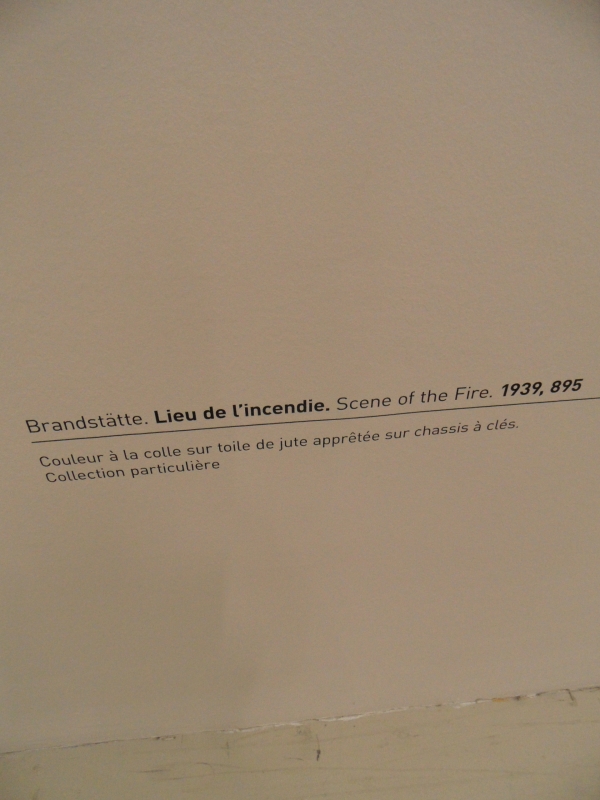 Brandstätte. Lieu de l'incendie. Scene of the Fire. 1939, 895
Couleur à la colle sur toile de jute apprêtée sur chassis à clés.
Collection particulière